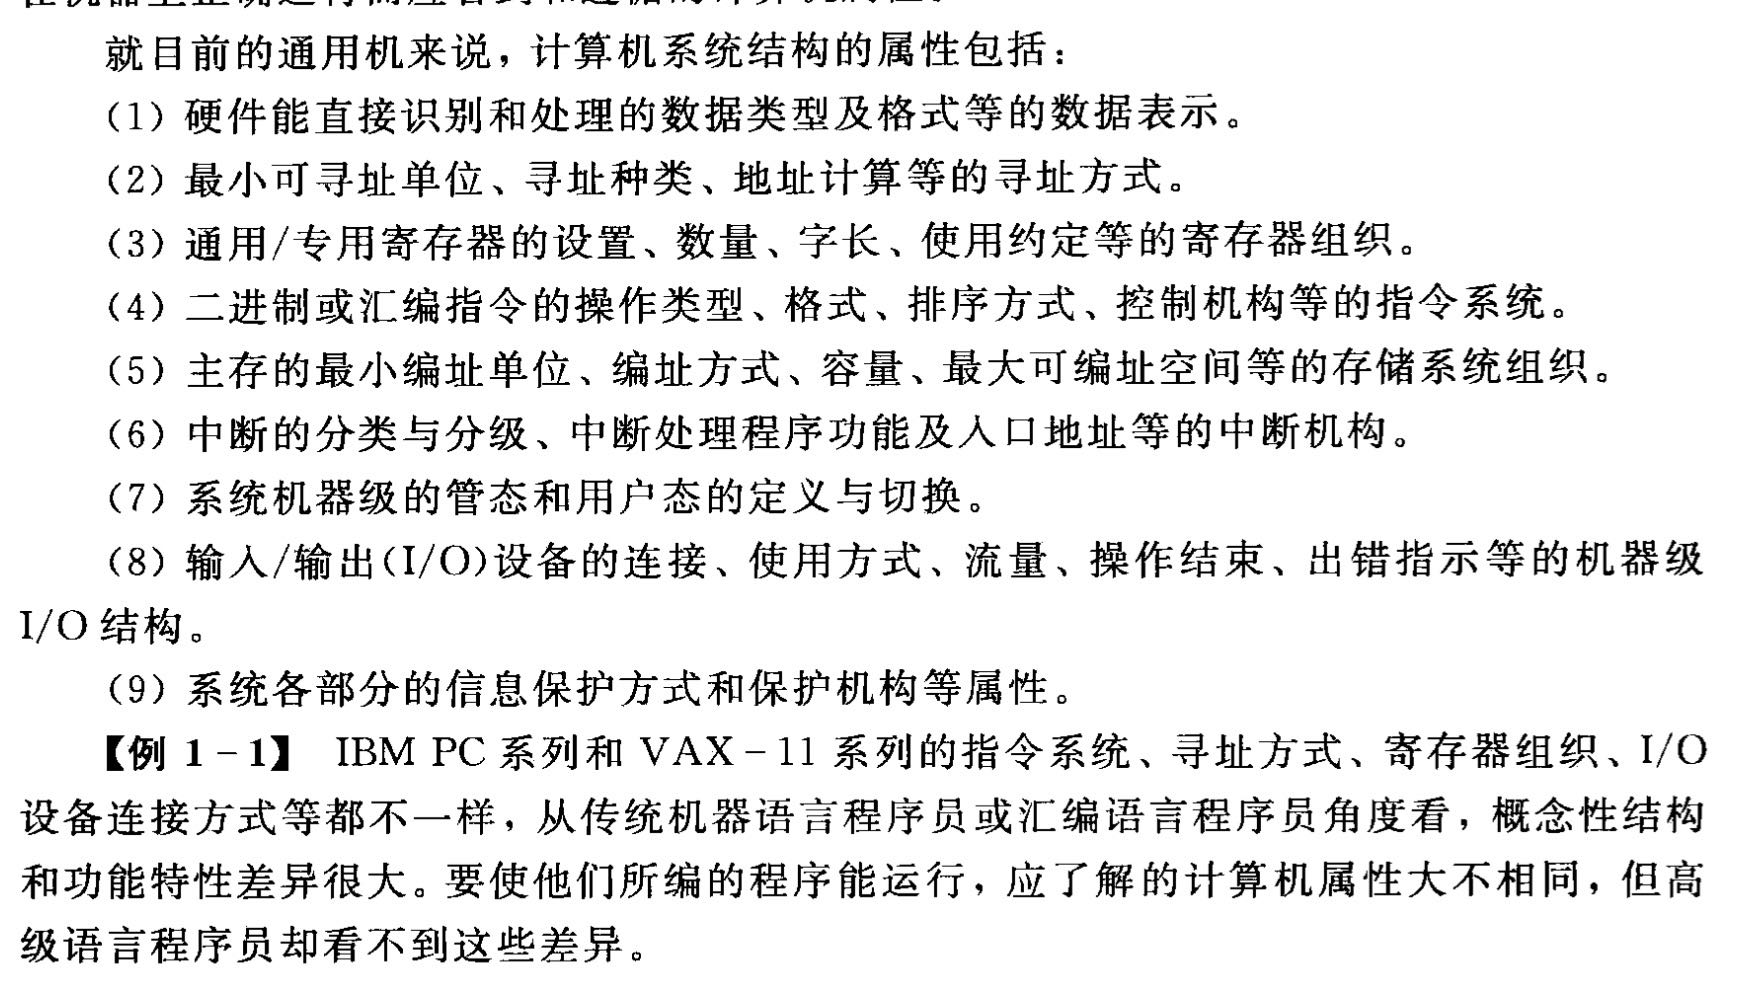 就目前的通用机来说，计算机系统结构的属性包括：
（1）硬件能直接识别和处理的数据类型及格式等的数据表示。
（2）最小可寻址单位、寻址种类、地址计算等的寻址方式。
（3）通用/专用寄存器的设置、数量、字长、使用约定等的寄存器组织。
（4）二进制或汇编指令的操作类型、格式、排序方式、控制机构等的指令系统。
（5）主存的最小编址单位、编址方式、容量、最大可编址空间等的存储系统组织。
（6）中断的分类与分级、中断处理程序功能及入口地址等的中断机构。
（7）系统机器级的管态和用户态的定义与切换。
（8）输入/输出(I/O)设备的连接、使用方式、流量、操作结束、出错指示等的机器级
I/O 结构。
（9）系统各部分的信息保护方式和保护机构等属性。
【例 1-1】 IBM PC 系列和 VAX-11 系列的指令系统、寻址方式、寄存器组织、I/O
设备连接方式等都不一样，从传统机器语言程序员或汇编语言程序员角度看，概念性结构
和功能特性差异很大。要使他们所编的程序能运行，应了解的计算机属性大不相同，但高
级语言程序员却看不到这些差异。